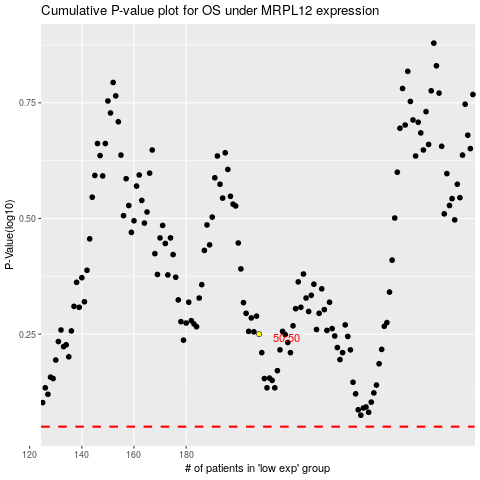 Cumulative P-value plot for OS under MRPL12 expression
P-Value(log10)
0.75
0.50
0.25
50:50
120 140 160 180
# of patients in 'low exp' group